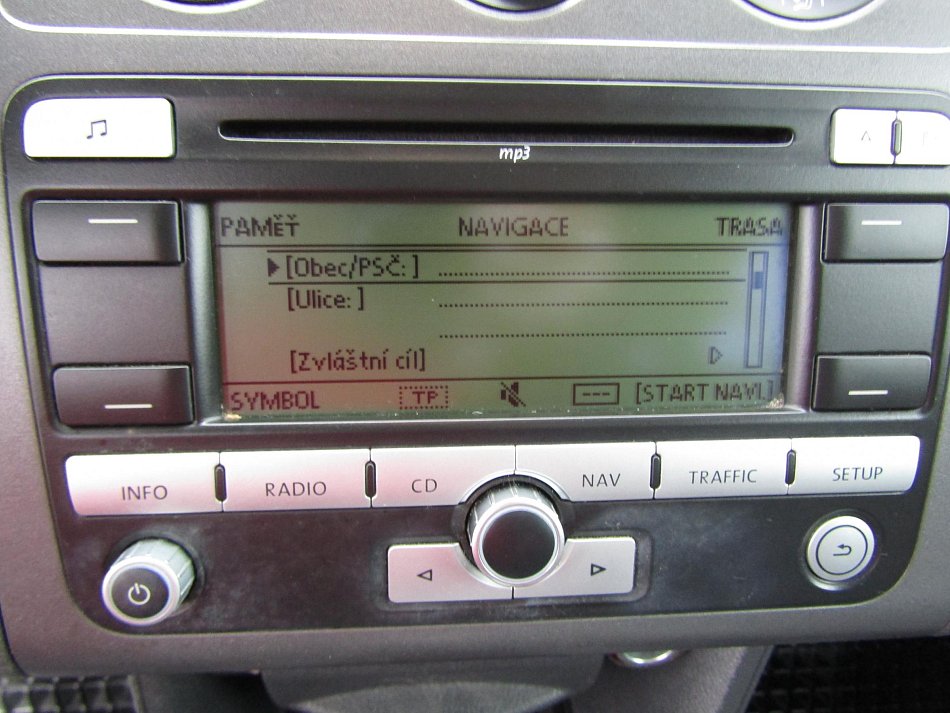 mp3
PAMĚŤ NAVIGACE TRASA
[Obec/PSČ: ]
[Ulice: ]
[Zvláštní cíl]
SYMBOL TP --- [START NAVI.]
INFO RADIO CD NAV TRAFFIC SETUP